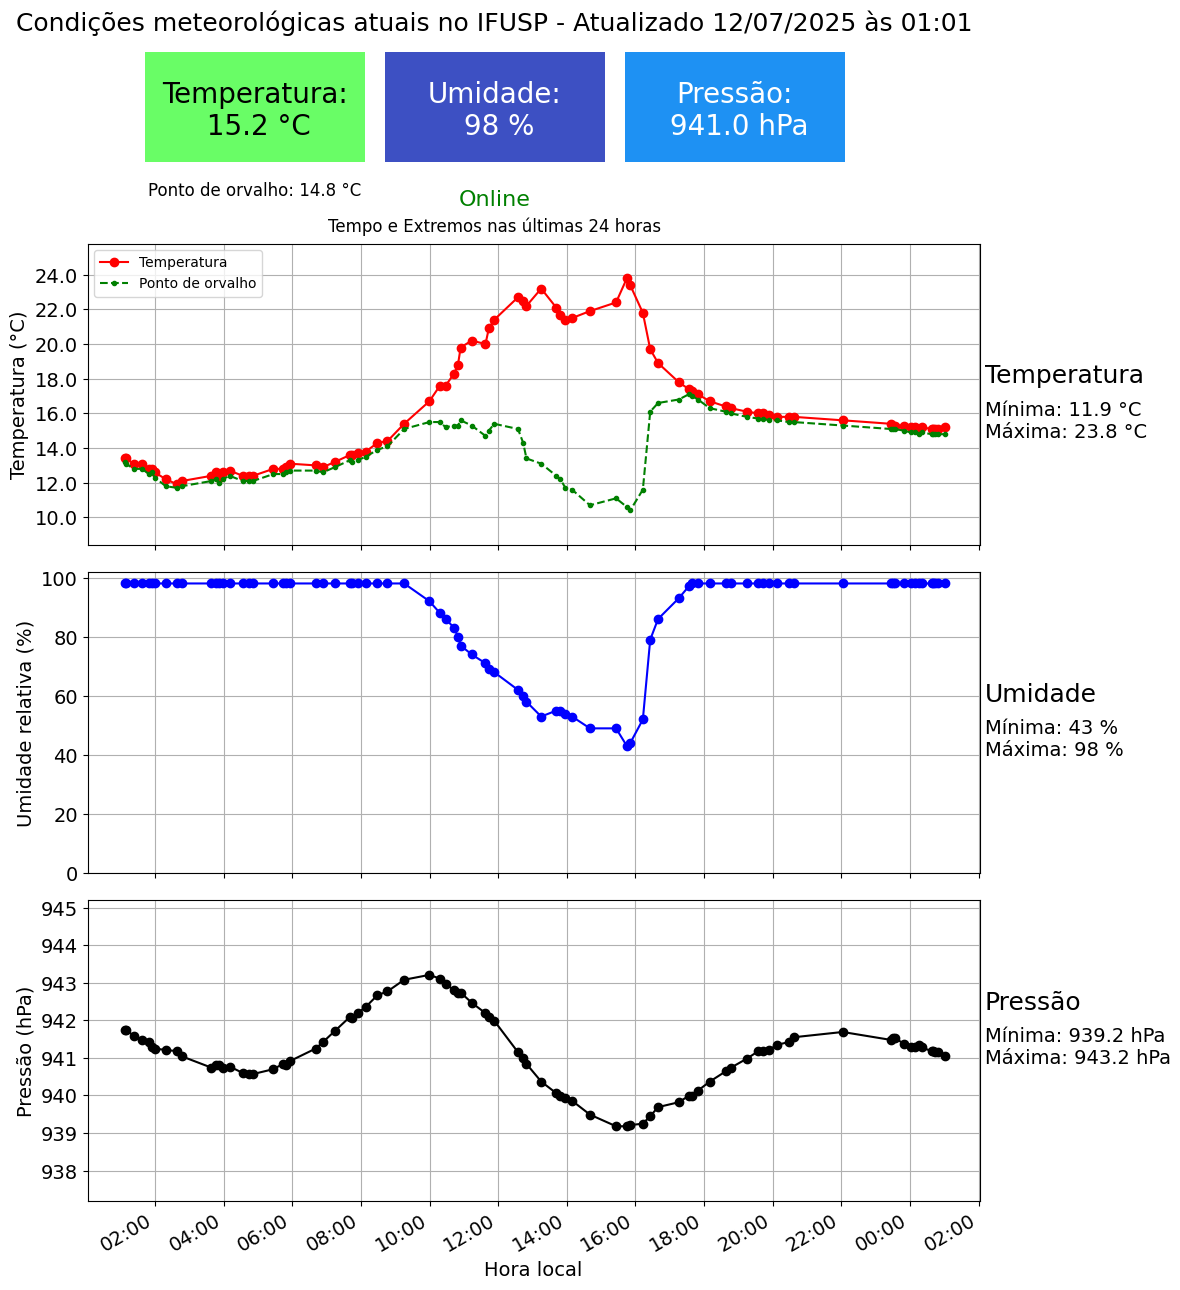 Condições meteorológicas atuais no IFUSP - Atualizado 12/07/2025 às 01:01
Temperatura:
15.2 °C
Umidade:
98 %
Pressão:
941.0 hPa
Ponto de orvalho: 14.8 °C
Online
Tempo e Extremos nas últimas 24 horas
Temperatura
Ponto de orvalho
Temperatura (°C)
24.0
22.0
20.0
18.0
16.0
14.0
12.0
10.0
Temperatura
Mínima: 11.9 °C
Máxima: 23.8 °C
Umidade relativa (%)
100
80
60
40
20
0
Umidade
Mínima: 43 %
Máxima: 98 %
Pressão (hPa)
945
944
943
942
941
940
939
938
Pressão
Mínima: 939.2 hPa
Máxima: 943.2 hPa
02:00
04:00
06:00
08:00
10:00
12:00
14:00
16:00
18:00
20:00
22:00
00:00
02:00
Hora local